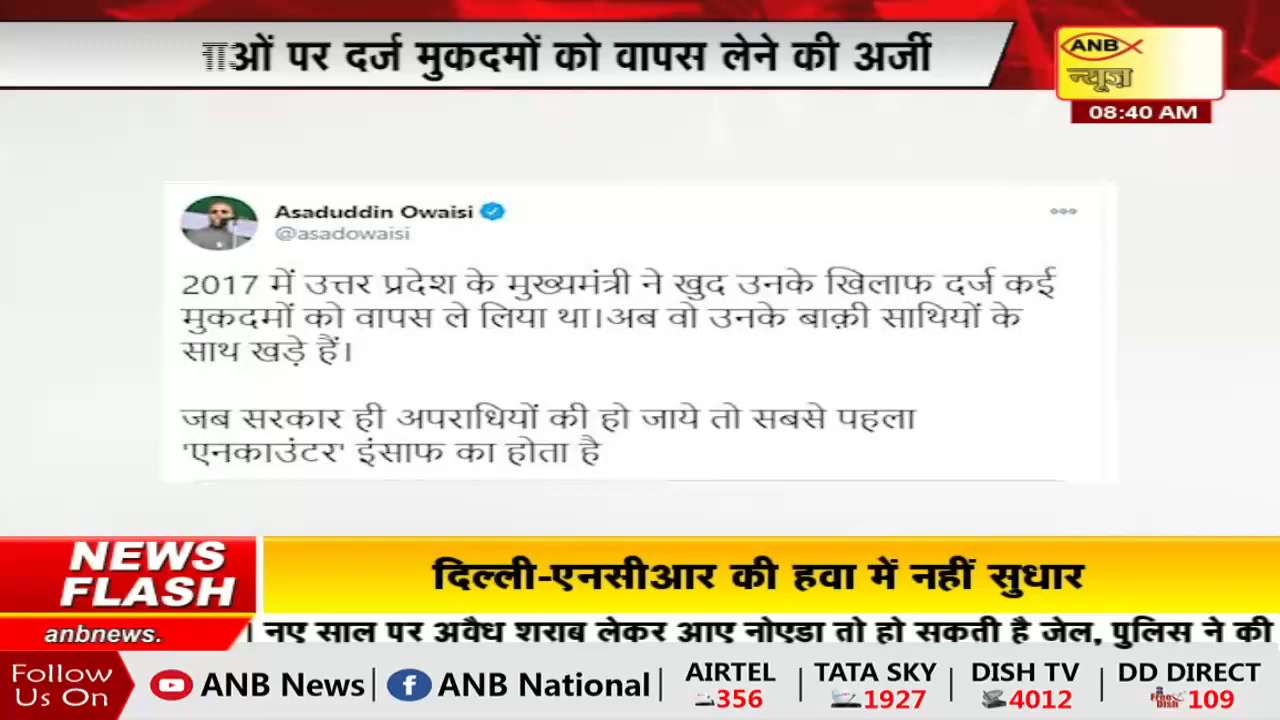 ओं पर दर्ज मुकदमों को वापस लेने की अर्जी
ANB
न्यूज़
08:40 AM
Asaduddin Owaisi
@asadowaisi
2017 में उत्तर प्रदेश के मुख्यमंत्री ने खुद उनके खिलाफ दर्ज कई
मुकदमों को वापस ले लिया था।अब वो उनके बाक़ी साथियों के
साथ खड़े हैं।
जब सरकार ही अपराधियों की हो जाये तो सबसे पहला
'एनकाउंटर' इंसाफ का होता है
NEWS
FLASH
दिल्ली-एनसीआर की हवा में नहीं सुधार
anbnews.
। नए साल पर अवैध शराब लेकर आए नोएडा तो हो सकती है जेल, पुलिस ने की
Follow
Us On
ANB News
ANB National
AIRTEL
356
TATA SKY
1927
DISH TV
4012
DD DIRECT
Free Dish 109